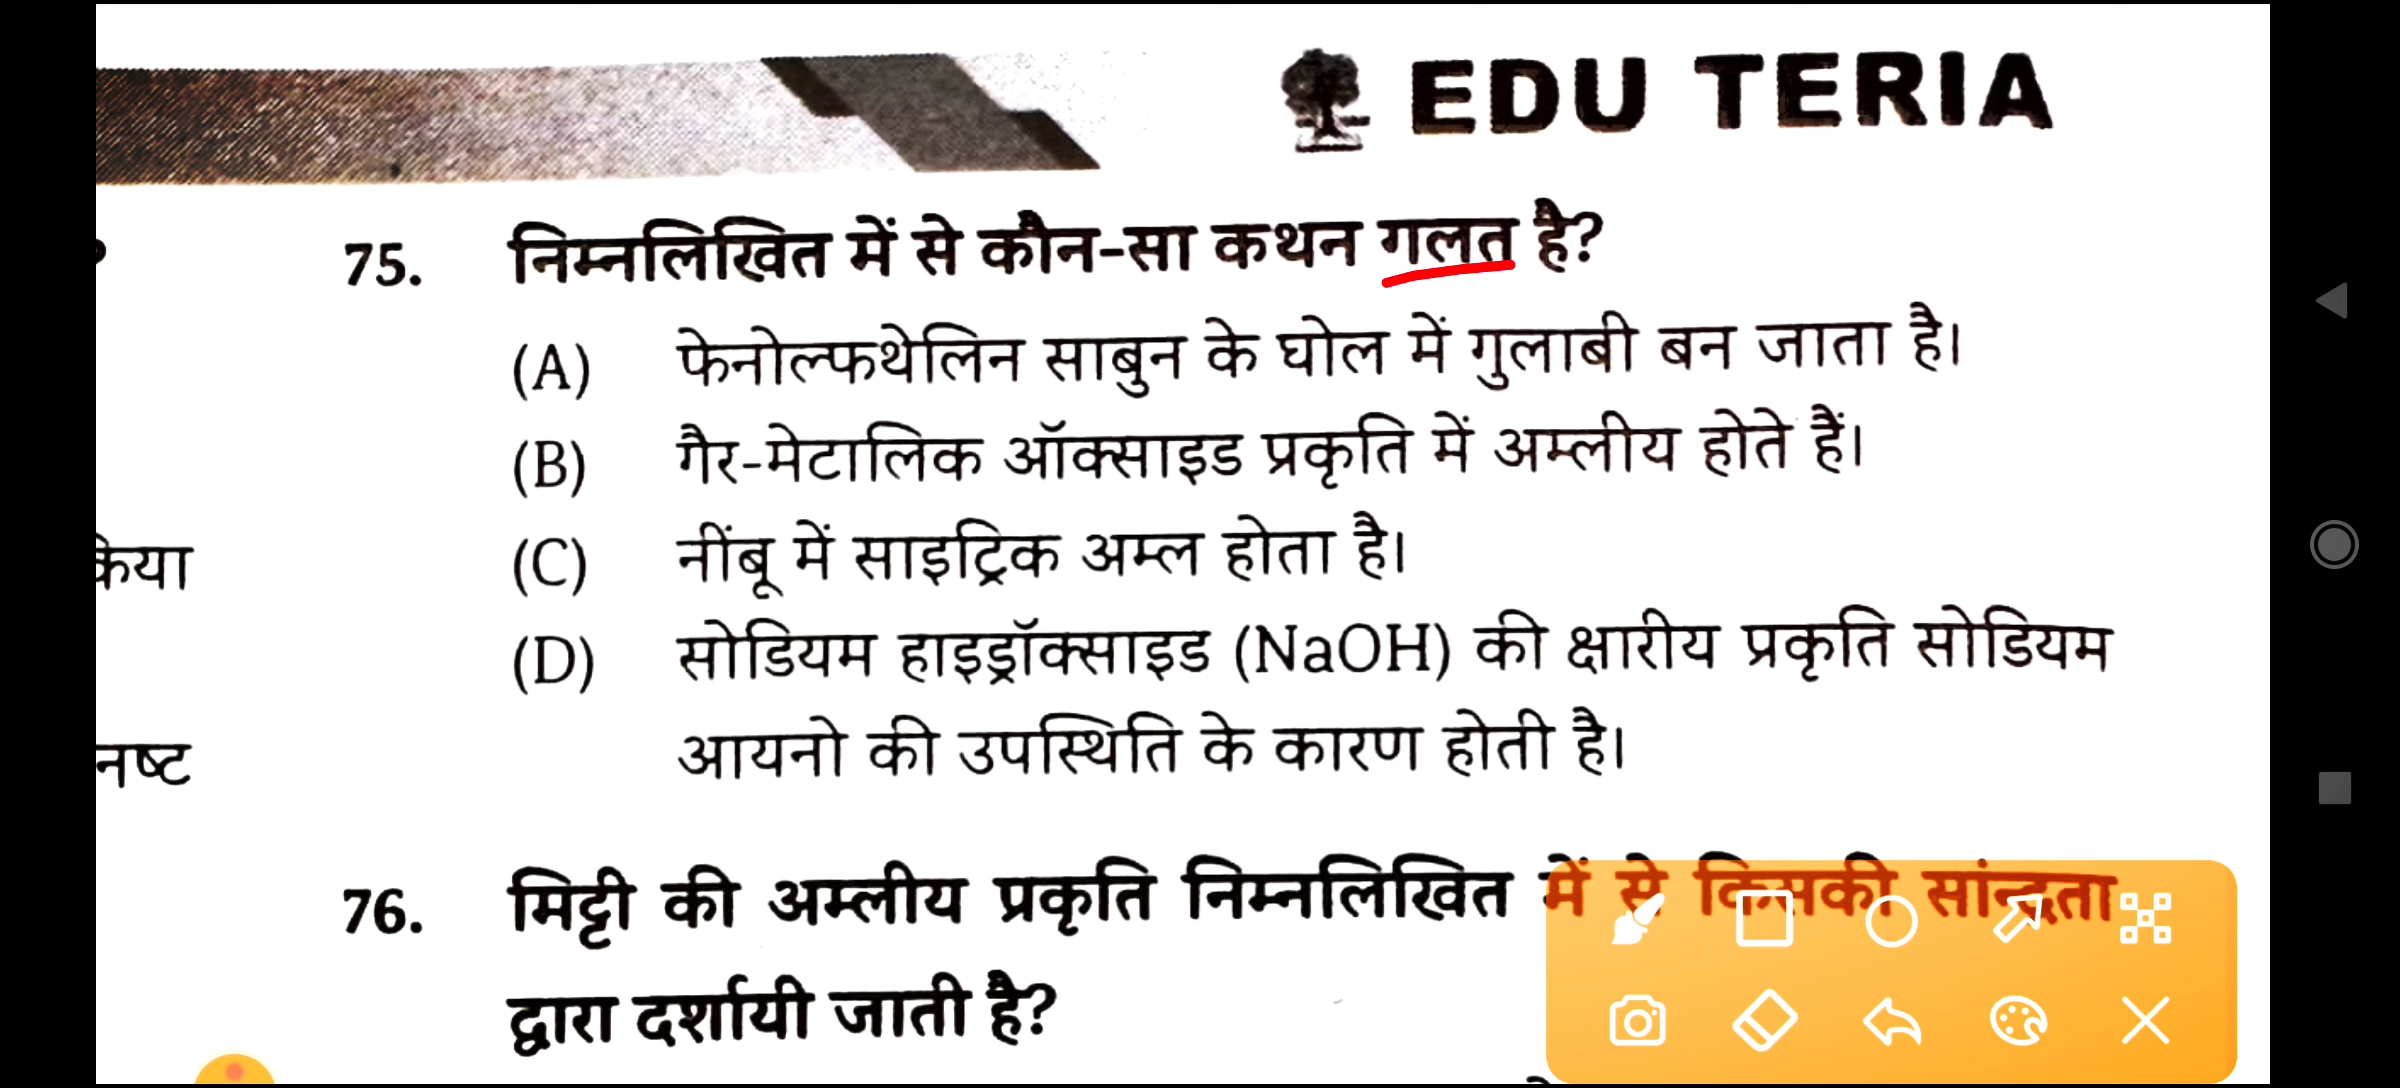 EDU TERIA
75. निम्नलिखित में से कौन-सा कथन गलत है?
(A) फेनोल्फथेलिन साबुन के घोल में गुलाबी बन जाता है।
(B) गैर-मेटालिक ऑक्साइड प्रकृति में अम्लीय होते हैं।
किया
(C) नींबू में साइट्रिक अम्ल होता है।
(D) सोडियम हाइड्रॉक्साइड (NaOH) की क्षारीय प्रकृति सोडियम
नष्ट
आयनो की उपस्थिति के कारण होती है।
76. मिट्टी की अम्लीय प्रकृति निम्नलिखित में से किसकी सांन्द्रता
द्वारा दर्शायी जाती है?